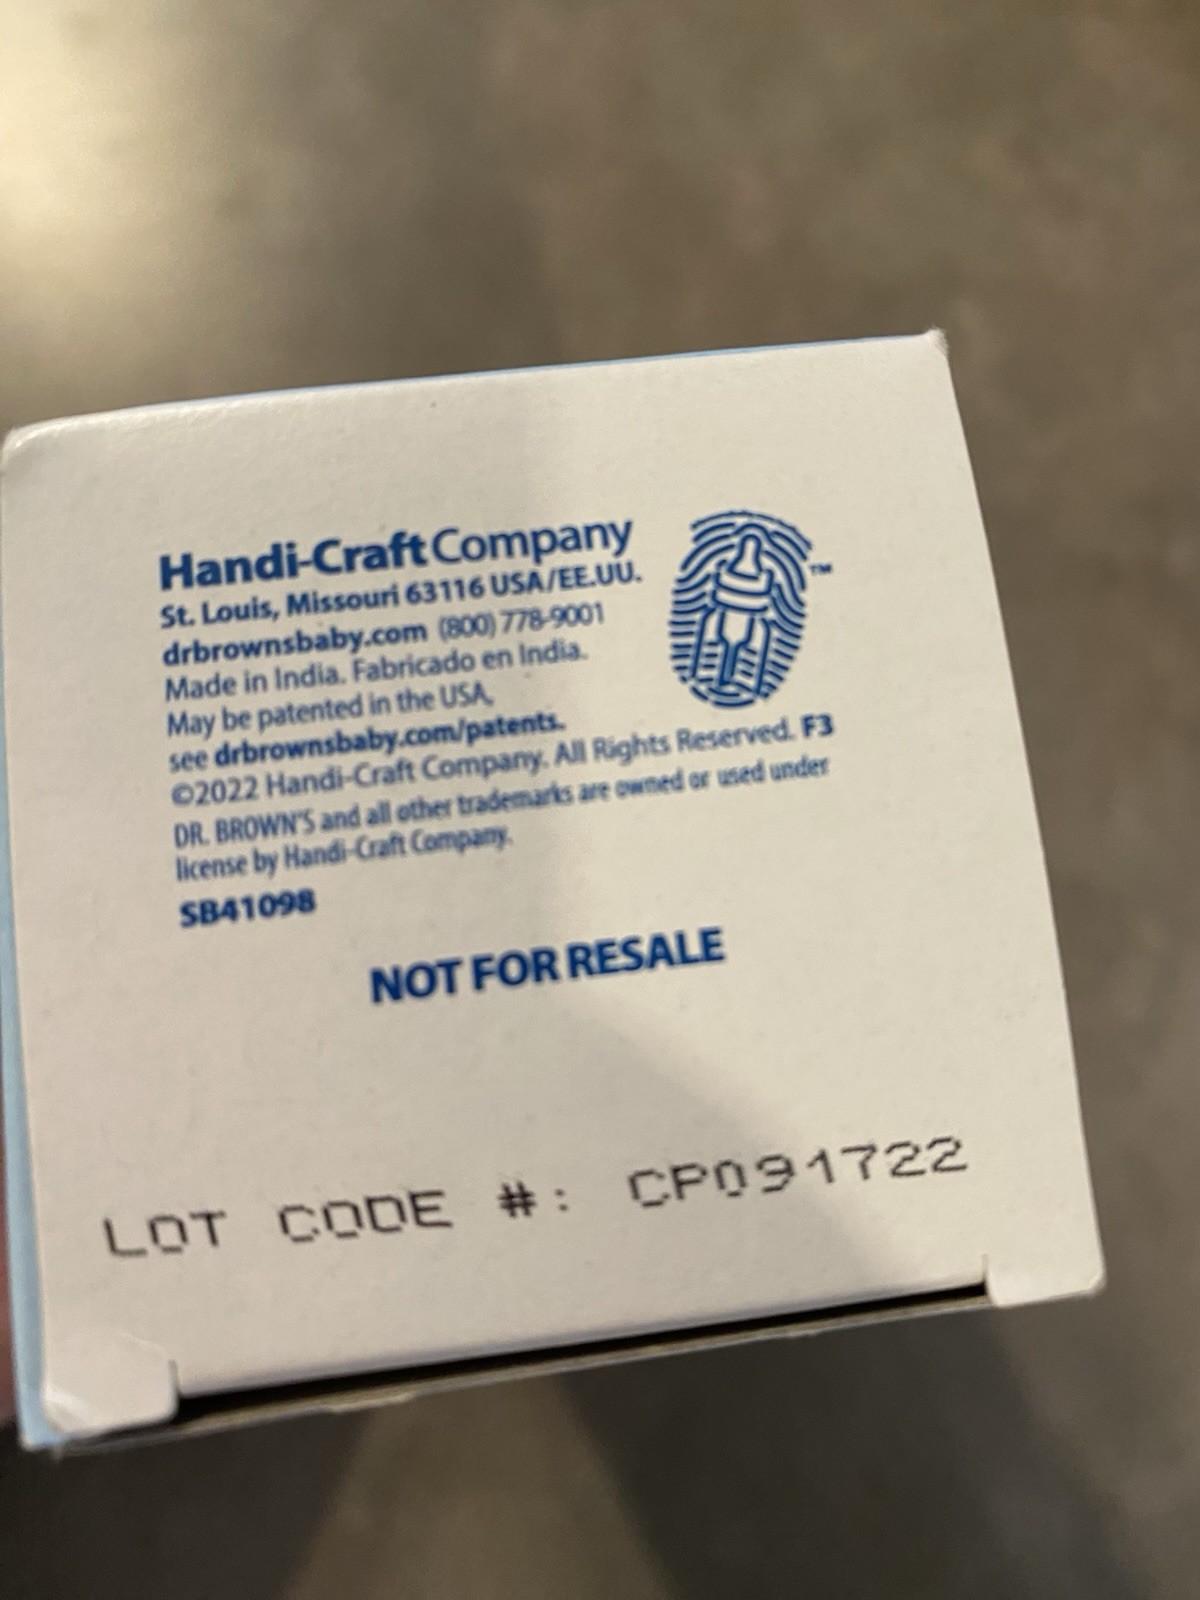 Handi-Craft Company
St. Louis, Missouri 63116 USA/EE.UU.
drbrownsbaby.com (800) 778-9001
Made in India. Fabricado en India.
May be patented in the USA,
see drbrownsbaby.com/patents.
©2022 Handi-Craft Company. All Rights Reserved. F3
DR. BROWN'S and all other trademarks are owned or used under
license by Handi-Craft Company.
SB41098
TM
NOT FOR RESALE
LOT CODE #: CP091722